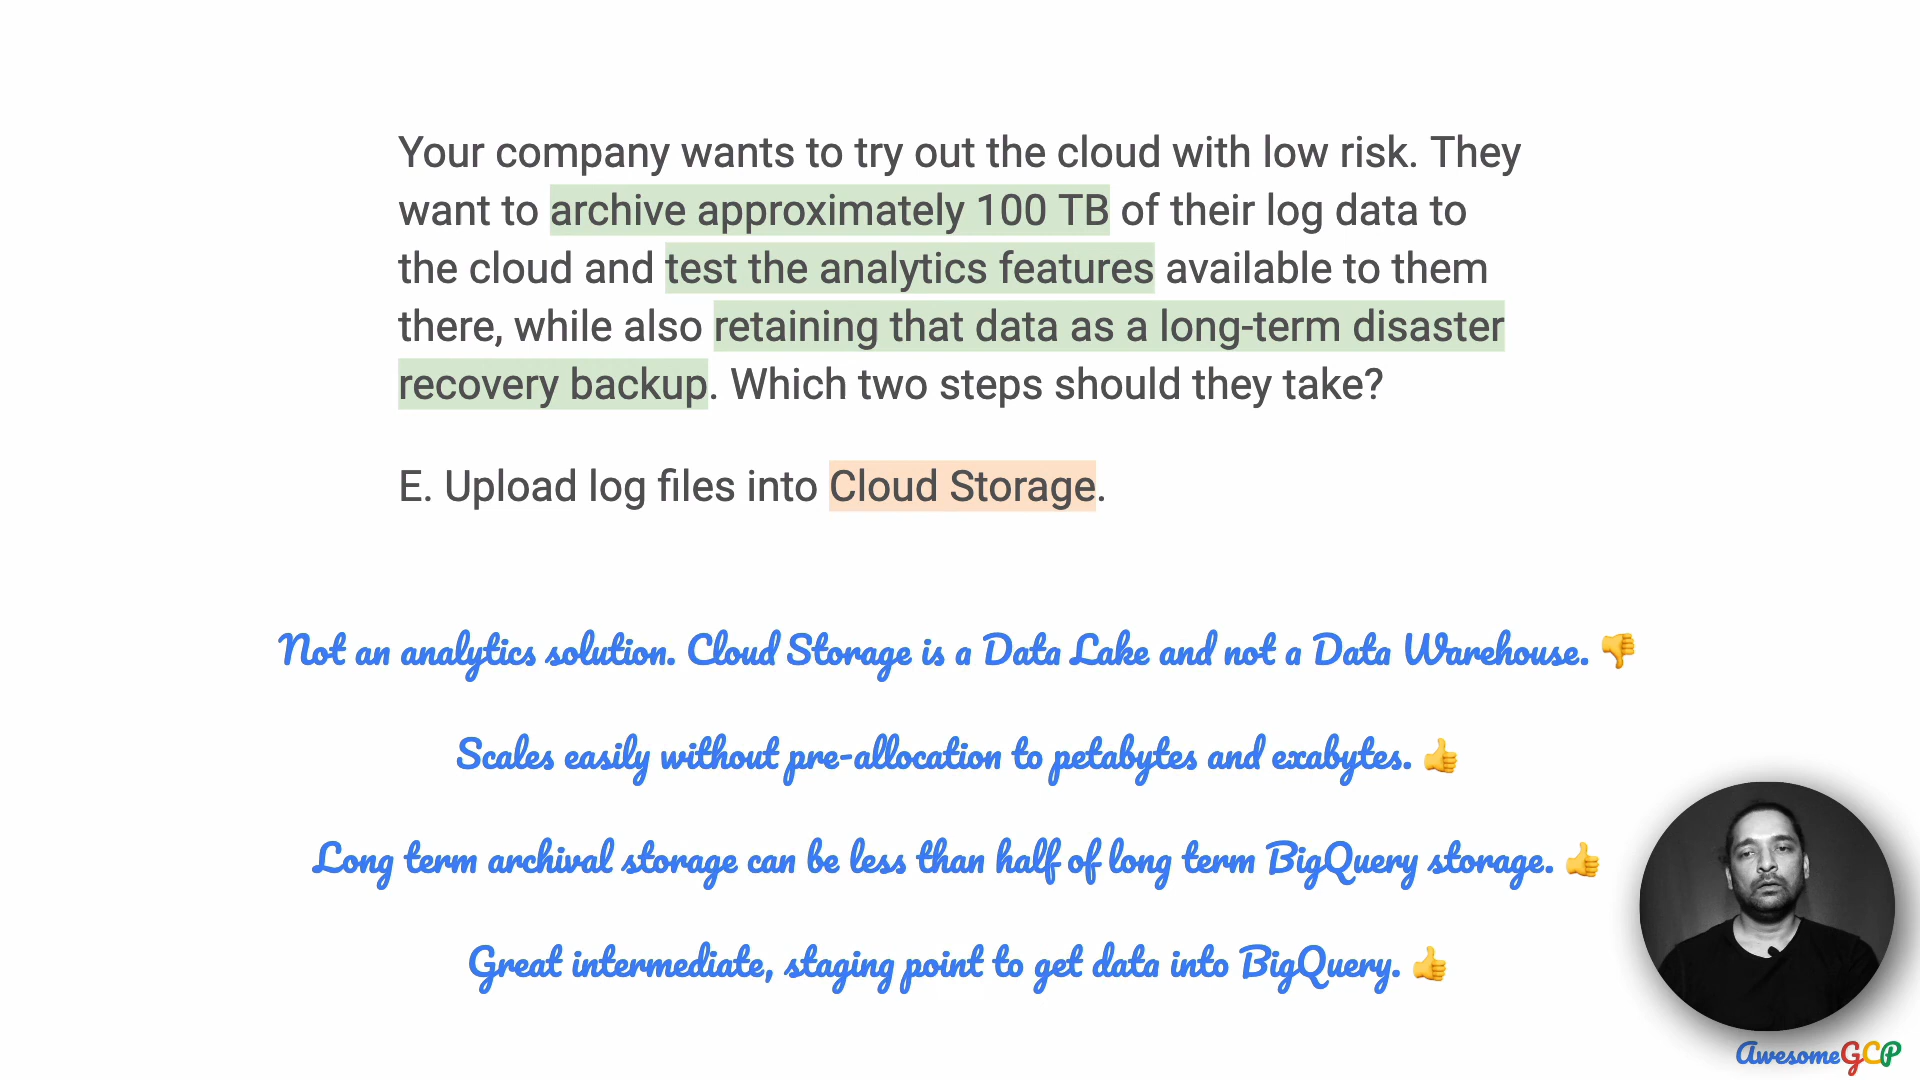 Your company wants to try out the cloud with low risk. They
want to archive approximately 100 TB of their log data to
the cloud and test the analytics features available to them
there, while also retaining that data as a long-term disaster
recovery backup. Which two steps should they take?
E. Upload log files into Cloud Storage.
Not an analytics solution. Cloud Storage is a Data Lake and not a Data Warehouse. 👎
Scales easily without pre-allocation to petabytes and exabytes. 👍
Long term archival storage can be less than half of long term BigQuery storage. 👍
Great intermediate, staging point to get data into BigQuery. 👍
AwesomeGCP